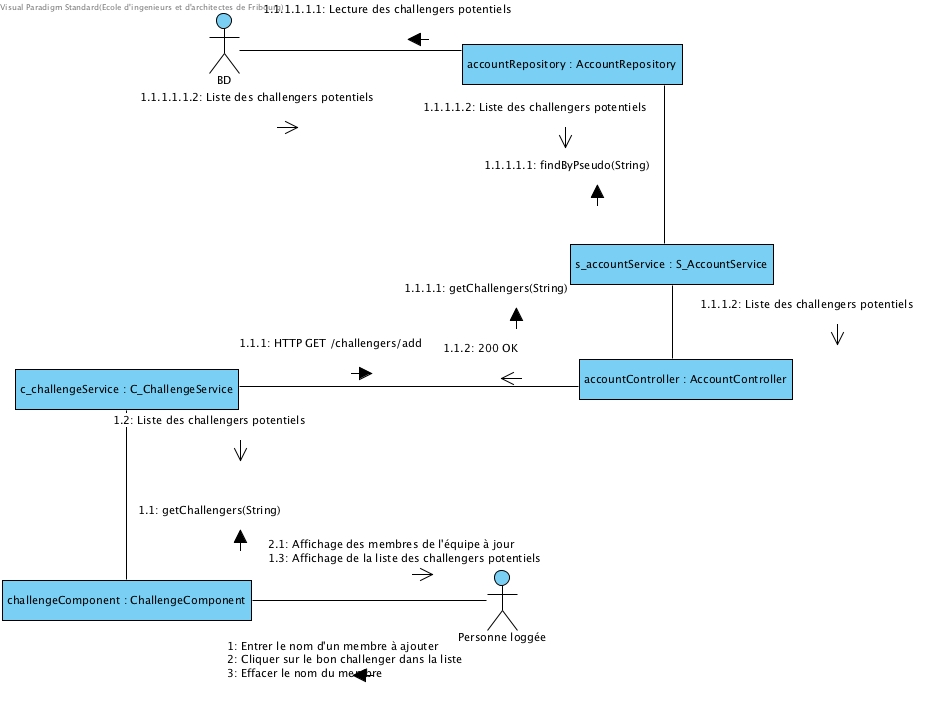 Visual Paradigm Standard(Ecole d'ingenieurs et d'architectes de Fribourg)
1.1.1.1.1.1: Lecture des challengers potentiels
accountRepository : AccountRepository
BD
1.1.1.1.1.2: Liste des challengers potentiels
1.1.1.1.2: Liste des challengers potentiels
1.1.1.1.1: findByPseudo(String)
s_accountService : S_AccountService
1.1.1.1: getChallengers(String)
1.1.1.2: Liste des challengers potentiels
1.1.1: HTTP GET /challengers/add
1.1.2: 200 OK
accountController : AccountController
c_challengeService : C_ChallengeService
1.2: Liste des challengers potentiels
1.1: getChallengers(String)
2.1: Affichage des membres de l'équipe à jour
1.3: Affichage de la liste des challengers potentiels
challengeComponent : ChallengeComponent
Personne loggée
1: Entrer le nom d'un membre à ajouter
2: Cliquer sur le bon challenger dans la liste
3: Effacer le nom du membre